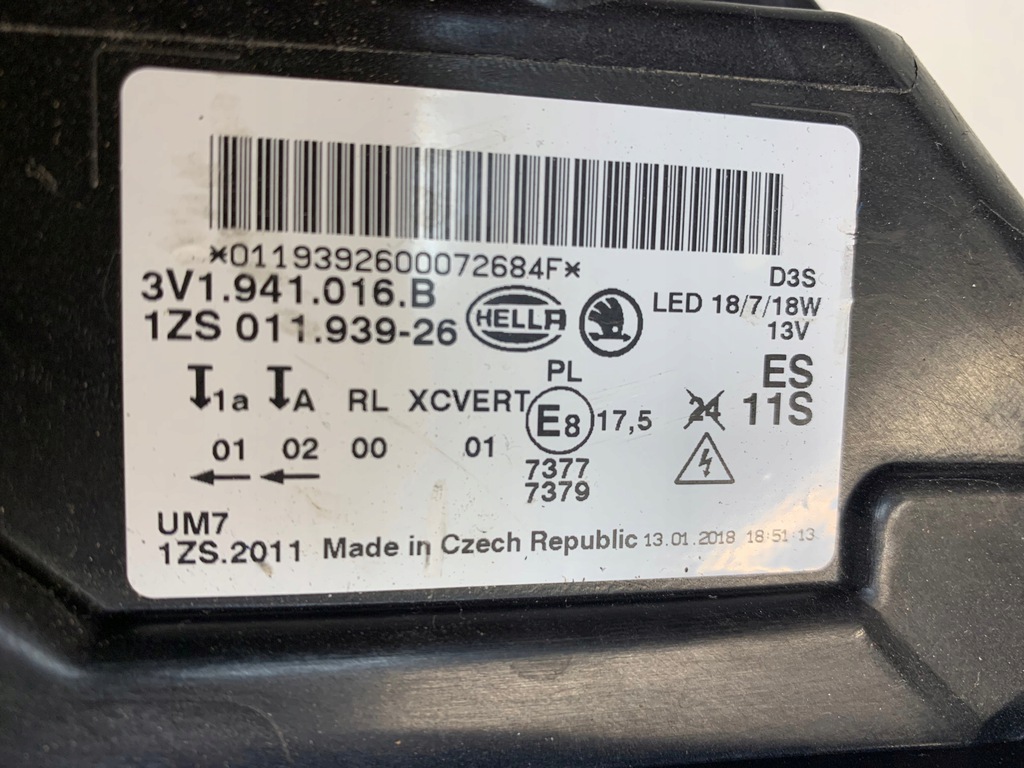 *0119392600072684F*
3V1.941.016.B
1ZS 011.939-26
HELLA
D3S
LED 18/7/18W
13V
ES
11S
24
1a A RL XCVERT
01 02 00 01
PL
E8 17,5
7377
7379
UM7
1ZS.2011 Made in Czech Republic 13.01.2018 18:51:13